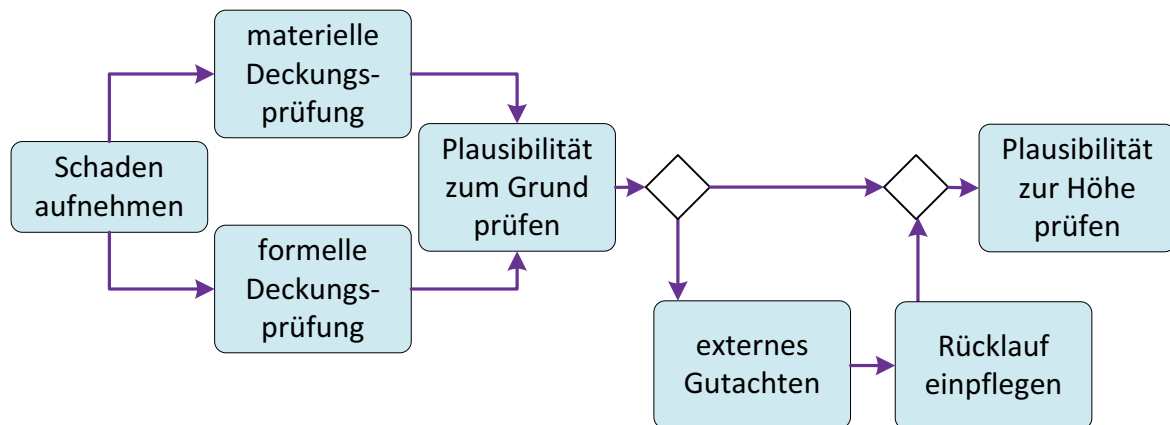 Schaden
aufnehmen
materielle
Deckungs-
prüfung
formelle
Deckungs-
prüfung
Plausibilität
zum Grund
prüfen
externes
Gutachten
Rücklauf
einpflegen
Plausibilität
zur Höhe
prüfen